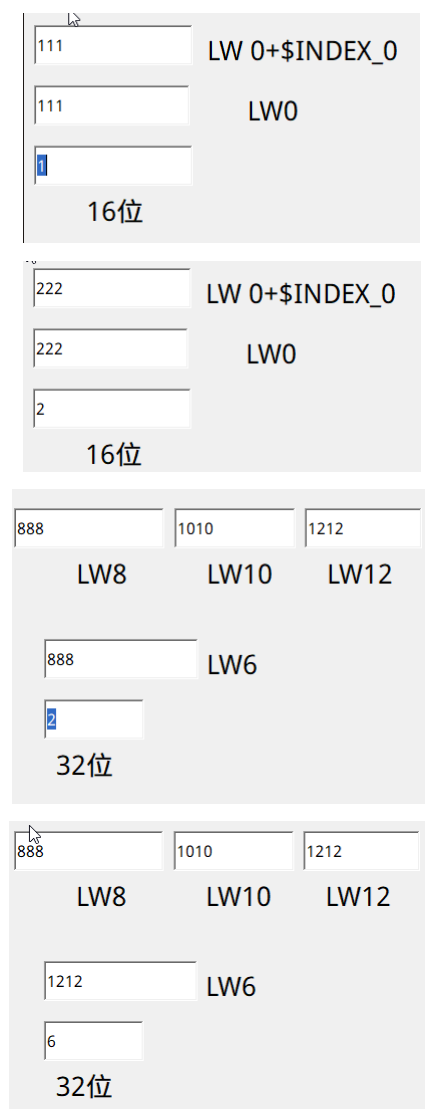 111 LW 0+$INDEX_0
111 LW0
1
16位
222 LW 0+$INDEX_0
222 LW0
2
16位
888 1010 1212
LW8 LW10 LW12
888 LW6
2
32位
888 1010 1212
LW8 LW10 LW12
1212 LW6
6
32位